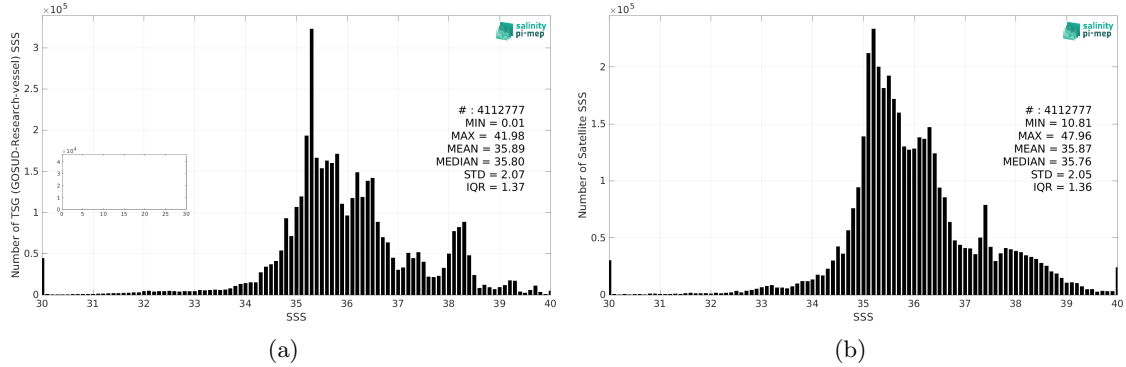 ×10^5
salinity
pi-mep
Number of TSG (GOSUD-Research-vessel) SSS
3
2.5
2
1.5
1
0.5
0
# : 4112777
MIN = 0.01
MAX = 41.98
MEAN = 35.89
MEDIAN = 35.80
STD = 2.07
IQR = 1.37
×10^4
4
3
2
1
0
0 5 10 15 20 25 30
30 31 32 33 34 35 36 37 38 39 40
SSS
(a)
×10^5
salinity
pi-mep
Number of Satellite SSS
2
1.5
1
0.5
0
# : 4112777
MIN = 10.81
MAX = 47.96
MEAN = 35.87
MEDIAN = 35.76
STD = 2.05
IQR = 1.36
30 31 32 33 34 35 36 37 38 39 40
SSS
(b)